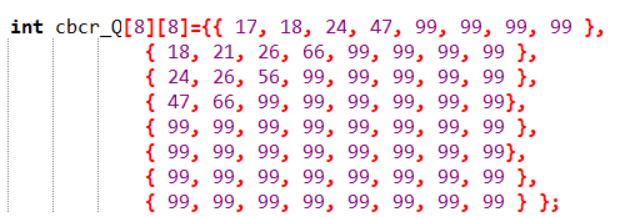 int cbcr_Q[8][8]={{ 17, 18, 24, 47, 99, 99, 99, 99 },
{ 18, 21, 26, 66, 99, 99, 99, 99 },
{ 24, 26, 56, 99, 99, 99, 99, 99 },
{ 47, 66, 99, 99, 99, 99, 99, 99},
{ 99, 99, 99, 99, 99, 99, 99, 99 },
{ 99, 99, 99, 99, 99, 99, 99, 99},
{ 99, 99, 99, 99, 99, 99, 99, 99 },
{ 99, 99, 99, 99, 99, 99, 99, 99 } };